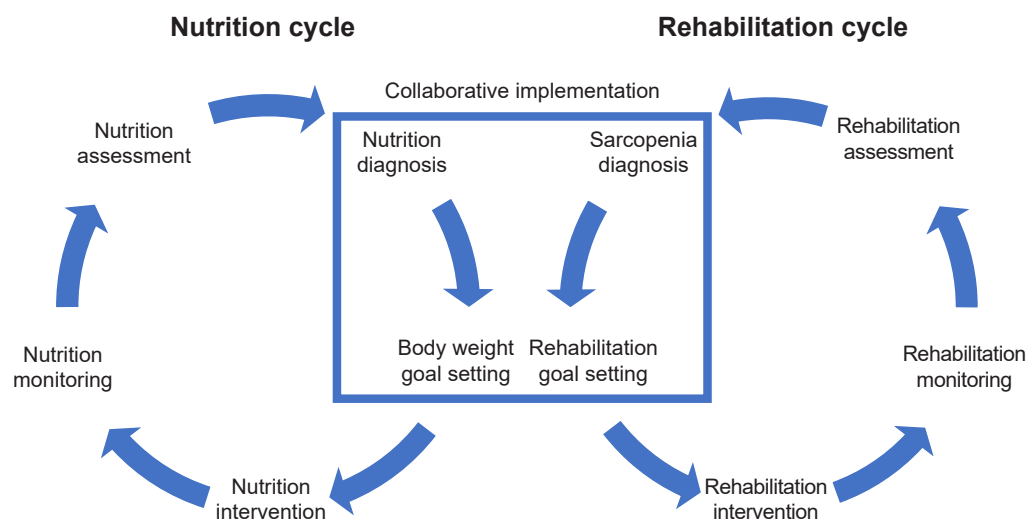 Nutrition cycle
Rehabilitation cycle
Collaborative implementation
Nutrition
assessment
Nutrition
diagnosis
Sarcopenia
diagnosis
Rehabilitation
assessment
Nutrition
monitoring
Body weight
goal setting
Rehabilitation
goal setting
Rehabilitation
monitoring
Nutrition
intervention
Rehabilitation
intervention